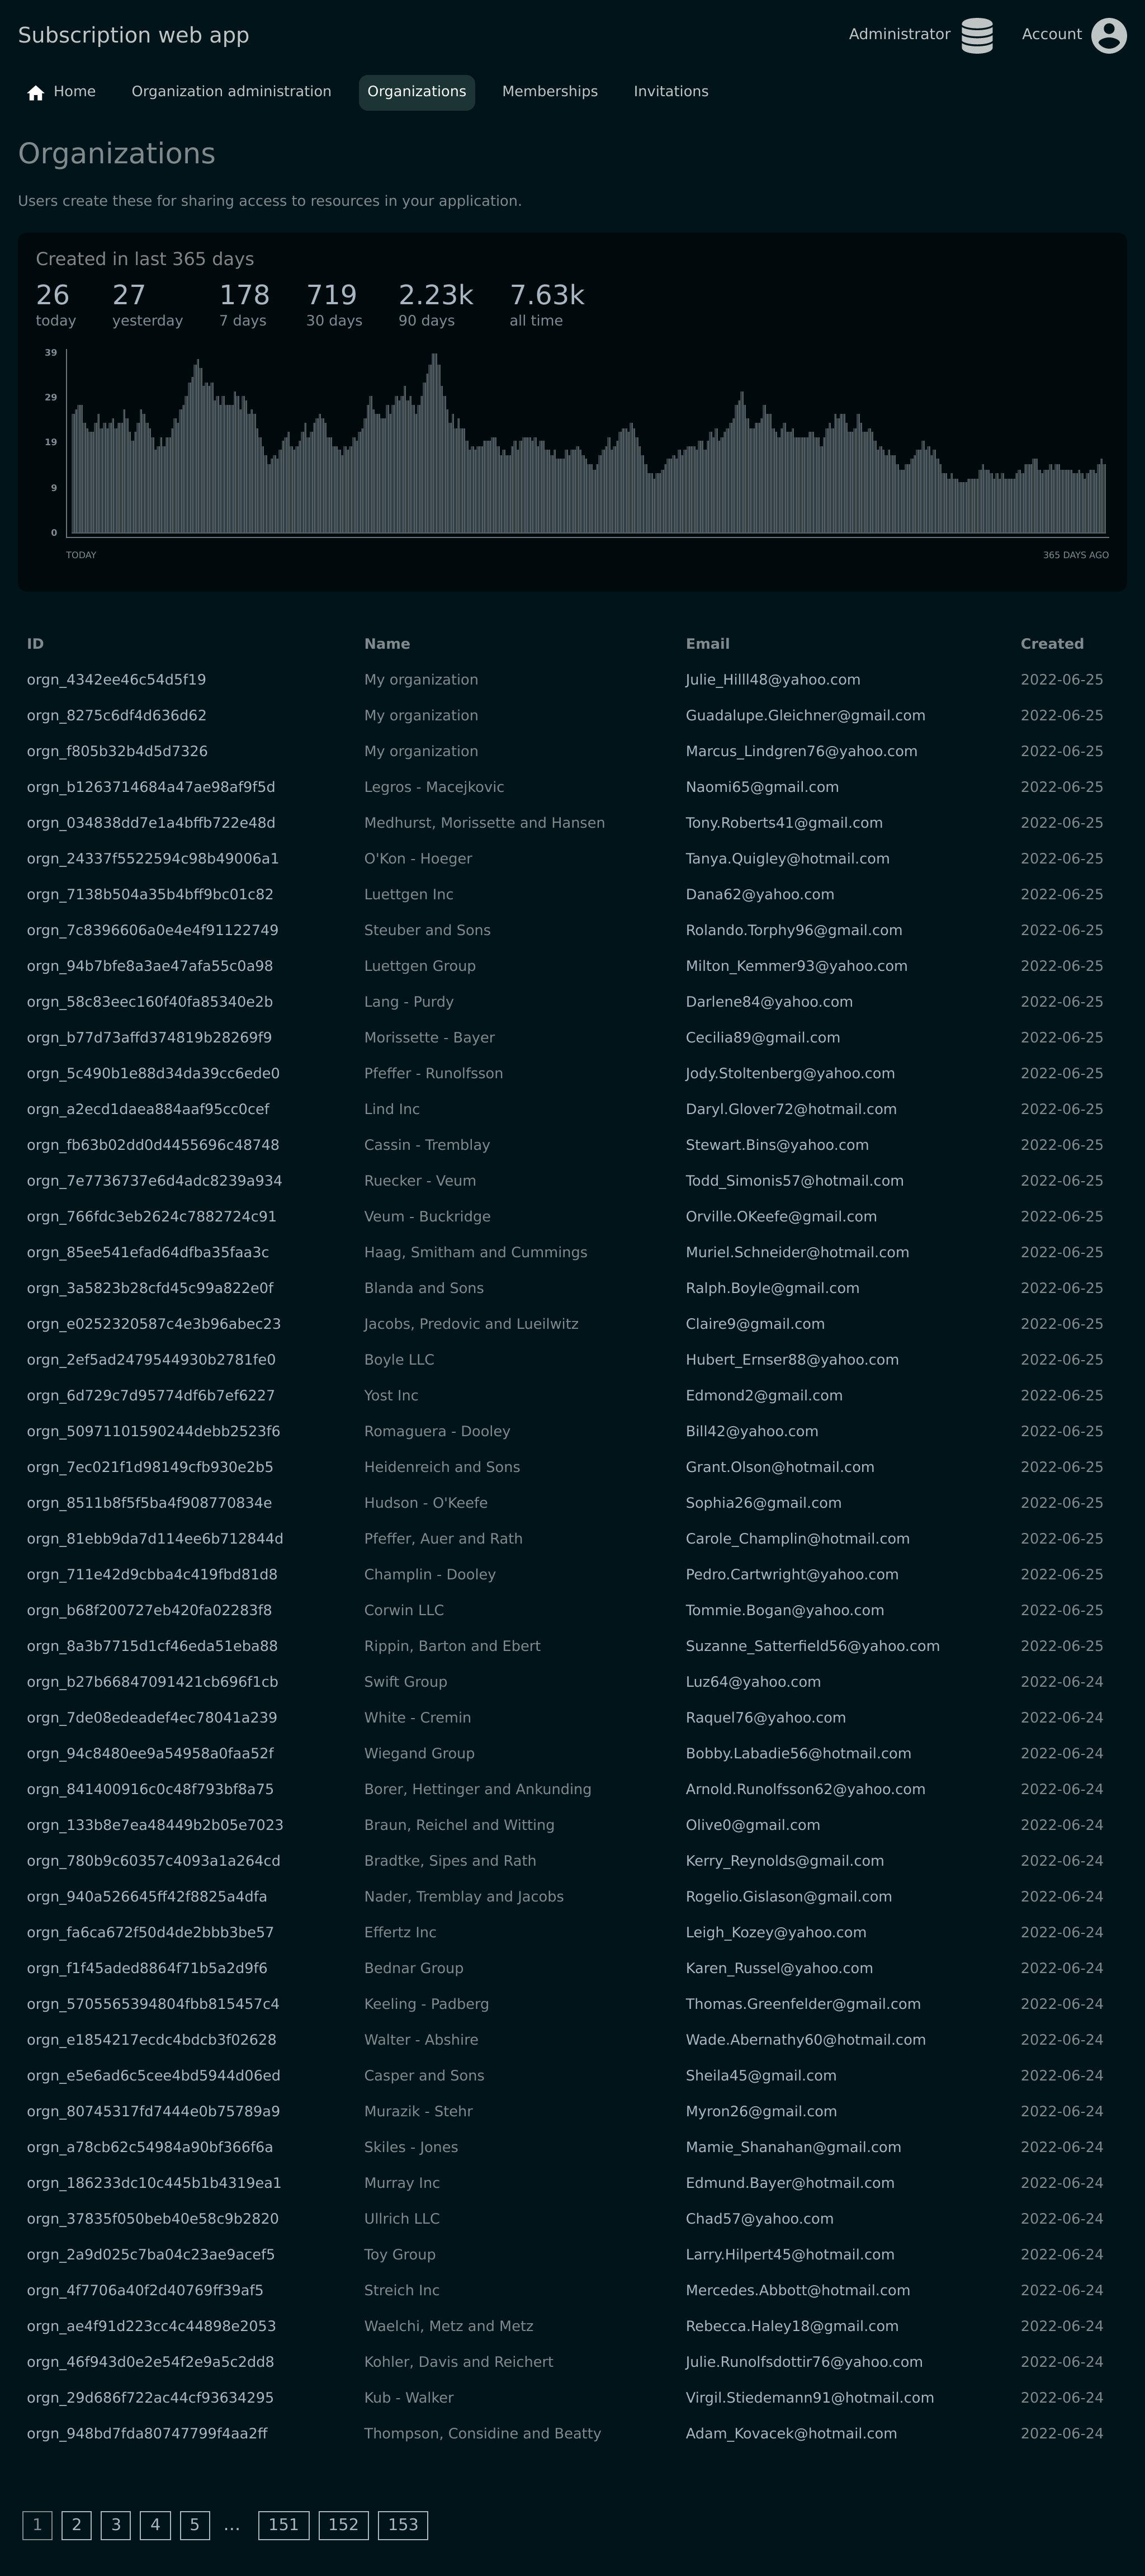 Subscription web app Administrator Account
Home Organization administration Organizations Memberships Invitations
Organizations
Users create these for sharing access to resources in your application.
Created in last 365 days
26 27 178 719 2.23k 7.63k
today yesterday 7 days 30 days 90 days all time
39
29
19
9
0
TODAY 365 DAYS AGO
ID Name Email Created
orgn_4342ee46c54d5f19 My organization Julie_Hilll48@yahoo.com 2022-06-25
orgn_8275c6df4d636d62 My organization Guadalupe.Gleichner@gmail.com 2022-06-25
orgn_f805b32b4d5d7326 My organization Marcus_Lindgren76@yahoo.com 2022-06-25
orgn_b1263714684a47ae98af9f5d Legros - Macejkovic Naomi65@gmail.com 2022-06-25
orgn_034838dd7e1a4bffb722e48d Medhurst, Morissette and Hansen Tony.Roberts41@gmail.com 2022-06-25
orgn_24337f5522594c98b49006a1 O'Kon - Hoeger Tanya.Quigley@hotmail.com 2022-06-25
orgn_7138b504a35b4bff9bc01c82 Luettgen Inc Dana62@yahoo.com 2022-06-25
orgn_7c8396606a0e4e4f91122749 Steuber and Sons Rolando.Torphy96@gmail.com 2022-06-25
orgn_94b7bfe8a3ae47afa55c0a98 Luettgen Group Milton_Kemmer93@yahoo.com 2022-06-25
orgn_58c83eec160f40fa85340e2b Lang - Purdy Darlene84@yahoo.com 2022-06-25
orgn_b77d73affd374819b28269f9 Morissette - Bayer Cecilia89@gmail.com 2022-06-25
orgn_5c490b1e88d34da39cc6ede0 Pfeffer - Runolfsson Jody.Stoltenberg@yahoo.com 2022-06-25
orgn_a2ecd1daea884aaf95cc0cef Lind Inc Daryl.Glover72@hotmail.com 2022-06-25
orgn_fb63b02dd0d4455696c48748 Cassin - Tremblay Stewart.Bins@yahoo.com 2022-06-25
orgn_7e7736737e6d4adc8239a934 Ruecker - Veum Todd_Simonis57@hotmail.com 2022-06-25
orgn_766fdc3eb2624c7882724c91 Veum - Buckridge Orville.OKeefe@gmail.com 2022-06-25
orgn_85ee541efad64dfba35faa3c Haag, Smitham and Cummings Muriel.Schneider@hotmail.com 2022-06-25
orgn_3a5823b28cfd45c99a822e0f Blanda and Sons Ralph.Boyle@gmail.com 2022-06-25
orgn_e0252320587c4e3b96abec23 Jacobs, Predovic and Lueilwitz Claire9@gmail.com 2022-06-25
orgn_2ef5ad2479544930b2781fe0 Boyle LLC Hubert_Ernser88@yahoo.com 2022-06-25
orgn_6d729c7d95774df6b7ef6227 Yost Inc Edmond2@gmail.com 2022-06-25
orgn_50971101590244debb2523f6 Romaguera - Dooley Bill42@yahoo.com 2022-06-25
orgn_7ec021f1d98149cfb930e2b5 Heidenreich and Sons Grant.Olson@hotmail.com 2022-06-25
orgn_8511b8f5f5ba4f908770834e Hudson - O'Keefe Sophia26@gmail.com 2022-06-25
orgn_81ebb9da7d114ee6b712844d Pfeffer, Auer and Rath Carole_Champlin@hotmail.com 2022-06-25
orgn_711e42d9cbba4c419fbd81d8 Champlin - Dooley Pedro.Cartwright@yahoo.com 2022-06-25
orgn_b68f200727eb420fa02283f8 Corwin LLC Tommie.Bogan@yahoo.com 2022-06-25
orgn_8a3b7715d1cf46eda51eba88 Rippin, Barton and Ebert Suzanne_Satterfield56@yahoo.com 2022-06-25
orgn_b27b66847091421cb696f1cb Swift Group Luz64@yahoo.com 2022-06-24
orgn_7de08edeadef4ec78041a239 White - Cremin Raquel76@yahoo.com 2022-06-24
orgn_94c8480ee9a54958a0faa52f Wiegand Group Bobby.Labadie56@hotmail.com 2022-06-24
orgn_841400916c0c48f793bf8a75 Borer, Hettinger and Ankunding Arnold.Runolfsson62@yahoo.com 2022-06-24
orgn_133b8e7ea48449b2b05e7023 Braun, Reichel and Witting Olive0@gmail.com 2022-06-24
orgn_780b9c60357c4093a1a264cd Bradtke, Sipes and Rath Kerry_Reynolds@gmail.com 2022-06-24
orgn_940a526645ff42f8825a4dfa Nader, Tremblay and Jacobs Rogelio.Gislason@gmail.com 2022-06-24
orgn_fa6ca672f50d4de2bbb3be57 Effertz Inc Leigh_Kozey@yahoo.com 2022-06-24
orgn_f1f45aded8864f71b5a2d9f6 Bednar Group Karen_Russel@yahoo.com 2022-06-24
orgn_5705565394804fbb815457c4 Keeling - Padberg Thomas.Greenfelder@gmail.com 2022-06-24
orgn_e1854217ecdc4bdcb3f02628 Walter - Abshire Wade.Abernathy60@hotmail.com 2022-06-24
orgn_e5e6ad6c5cee4bd5944d06ed Casper and Sons Sheila45@gmail.com 2022-06-24
orgn_80745317fd7444e0b75789a9 Murazik - Stehr Myron26@gmail.com 2022-06-24
orgn_a78cb62c54984a90bf366f6a Skiles - Jones Mamie_Shanahan@gmail.com 2022-06-24
orgn_186233dc10c445b1b4319ea1 Murray Inc Edmund.Bayer@hotmail.com 2022-06-24
orgn_37835f050beb40e58c9b2820 Ullrich LLC Chad57@yahoo.com 2022-06-24
orgn_2a9d025c7ba04c23ae9acef5 Toy Group Larry.Hilpert45@hotmail.com 2022-06-24
orgn_4f7706a40f2d40769ff39af5 Streich Inc Mercedes.Abbott@hotmail.com 2022-06-24
orgn_ae4f91d223cc4c44898e2053 Waelchi, Metz and Metz Rebecca.Haley18@gmail.com 2022-06-24
orgn_46f943d0e2e54f2e9a5c2dd8 Kohler, Davis and Reichert Julie.Runolfsdottir76@yahoo.com 2022-06-24
orgn_29d686f722ac44cf93634295 Kub - Walker Virgil.Stiedemann91@hotmail.com 2022-06-24
orgn_948bd7fda80747799f4aa2ff Thompson, Considine and Beatty Adam_Kovacek@hotmail.com 2022-06-24
1 2 3 4 5 ... 151 152 153